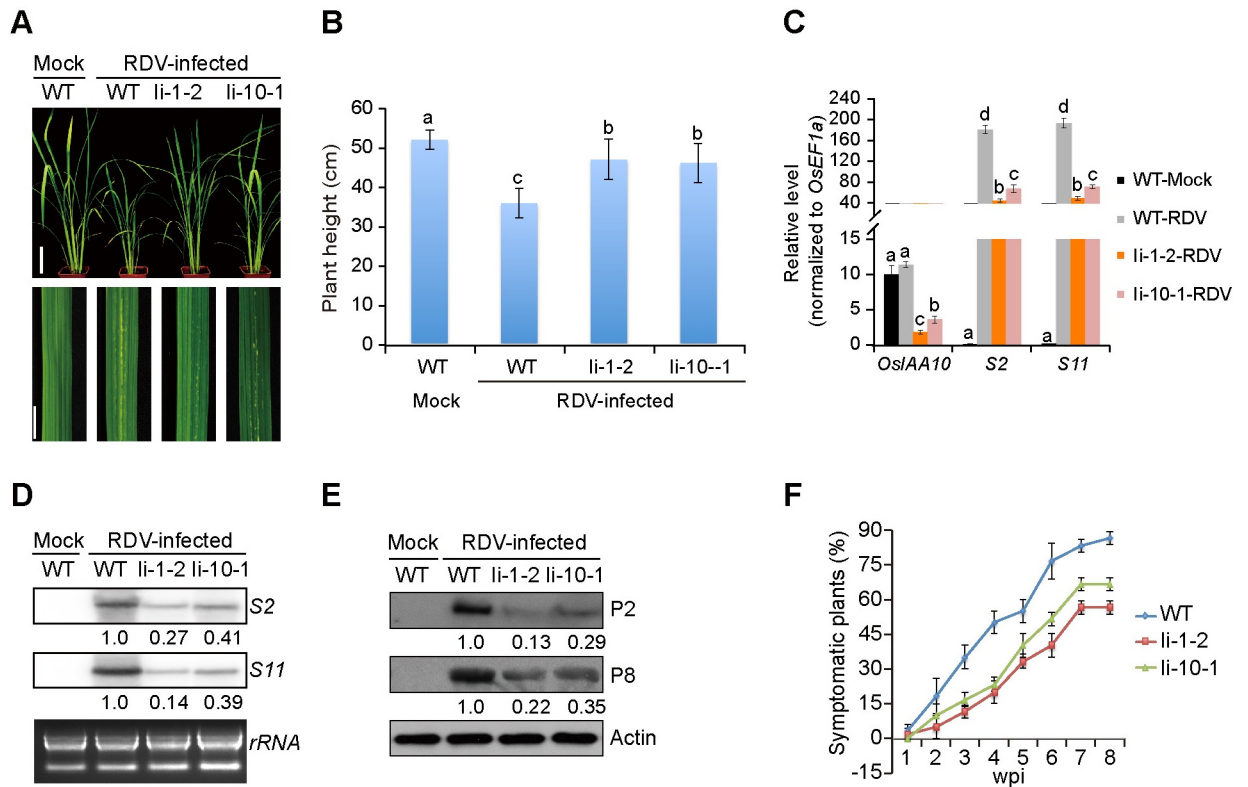 A
Mock RDV-infected
WT WT Ii-1-2 Ii-10-1
B
Plant height (cm)
60
50
40
30
20
10
0
a
c
b
b
WT WT Ii-1-2 Ii-10--1
Mock RDV-infected
C
Relative level
(normalized to OsEF1a)
240
200
160
120
80
40
15
10
5
0
a a c b
a d b c
a d b c
OsIAA10 S2 S11
WT-Mock
WT-RDV
Ii-1-2-RDV
Ii-10-1-RDV
D
Mock RDV-infected
WT WT Ii-1-2 Ii-10-1
S2
1.0 0.27 0.41
S11
1.0 0.14 0.39
rRNA
E
Mock RDV-infected
WT WT Ii-1-2 Ii-10-1
P2
1.0 0.13 0.29
P8
1.0 0.22 0.35
Actin
F
Symptomatic plants (%)
90
75
60
45
30
15
0
-15
1 2 3 4 5 6 7 8
wpi
WT
Ii-1-2
Ii-10-1